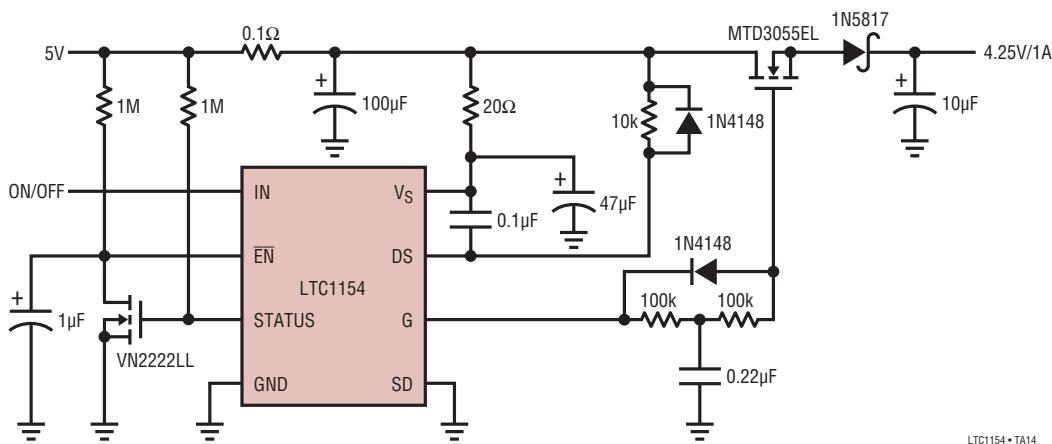 5V
0.1Ω
MTD3055EL
1N5817
4.25V/1A
1M
1M
+
100µF
20Ω
10k
1N4148
+
10µF
ON/OFF
IN
VS
0.1µF
+
47µF
EN
DS
1N4148
LTC1154
+
1µF
STATUS
G
100k
100k
VN2222LL
GND
SD
0.22µF
LTC1154 • TA14